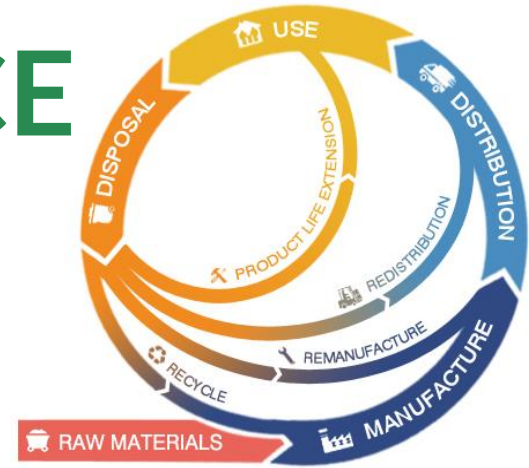 CE
USE
DISTRIBUTION
DISPOSAL
PRODUCT LIFE EXTENSION
REDISTRIBUTION
REMANUFACTURE
RECYCLE
MANUFACTURE
RAW MATERIALS